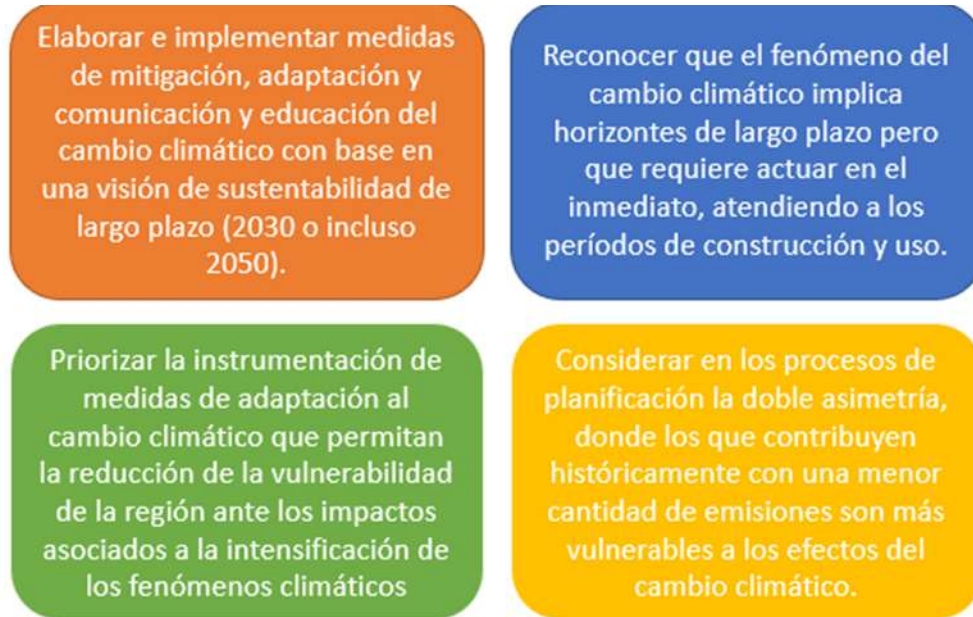 Elaborar e implementar medidas
de mitigación, adaptación y
comunicación y educación del
cambio climático con base en
una visión de sustentabilidad de
largo plazo (2030 o incluso
2050).
Reconocer que el fenómeno del
cambio climático implica
horizontes de largo plazo pero
que requiere actuar en el
inmediato, atendiendo a los
períodos de construcción y uso.
Priorizar la instrumentación de
medidas de adaptación al
cambio climático que permitan
la reducción de la vulnerabilidad
de la región ante los impactos
asociados a la intensificación de
los fenómenos climáticos
Considerar en los procesos de
planificación la doble asimetría,
donde los que contribuyen
históricamente con una menor
cantidad de emisiones son más
vulnerables a los efectos del
cambio climático.